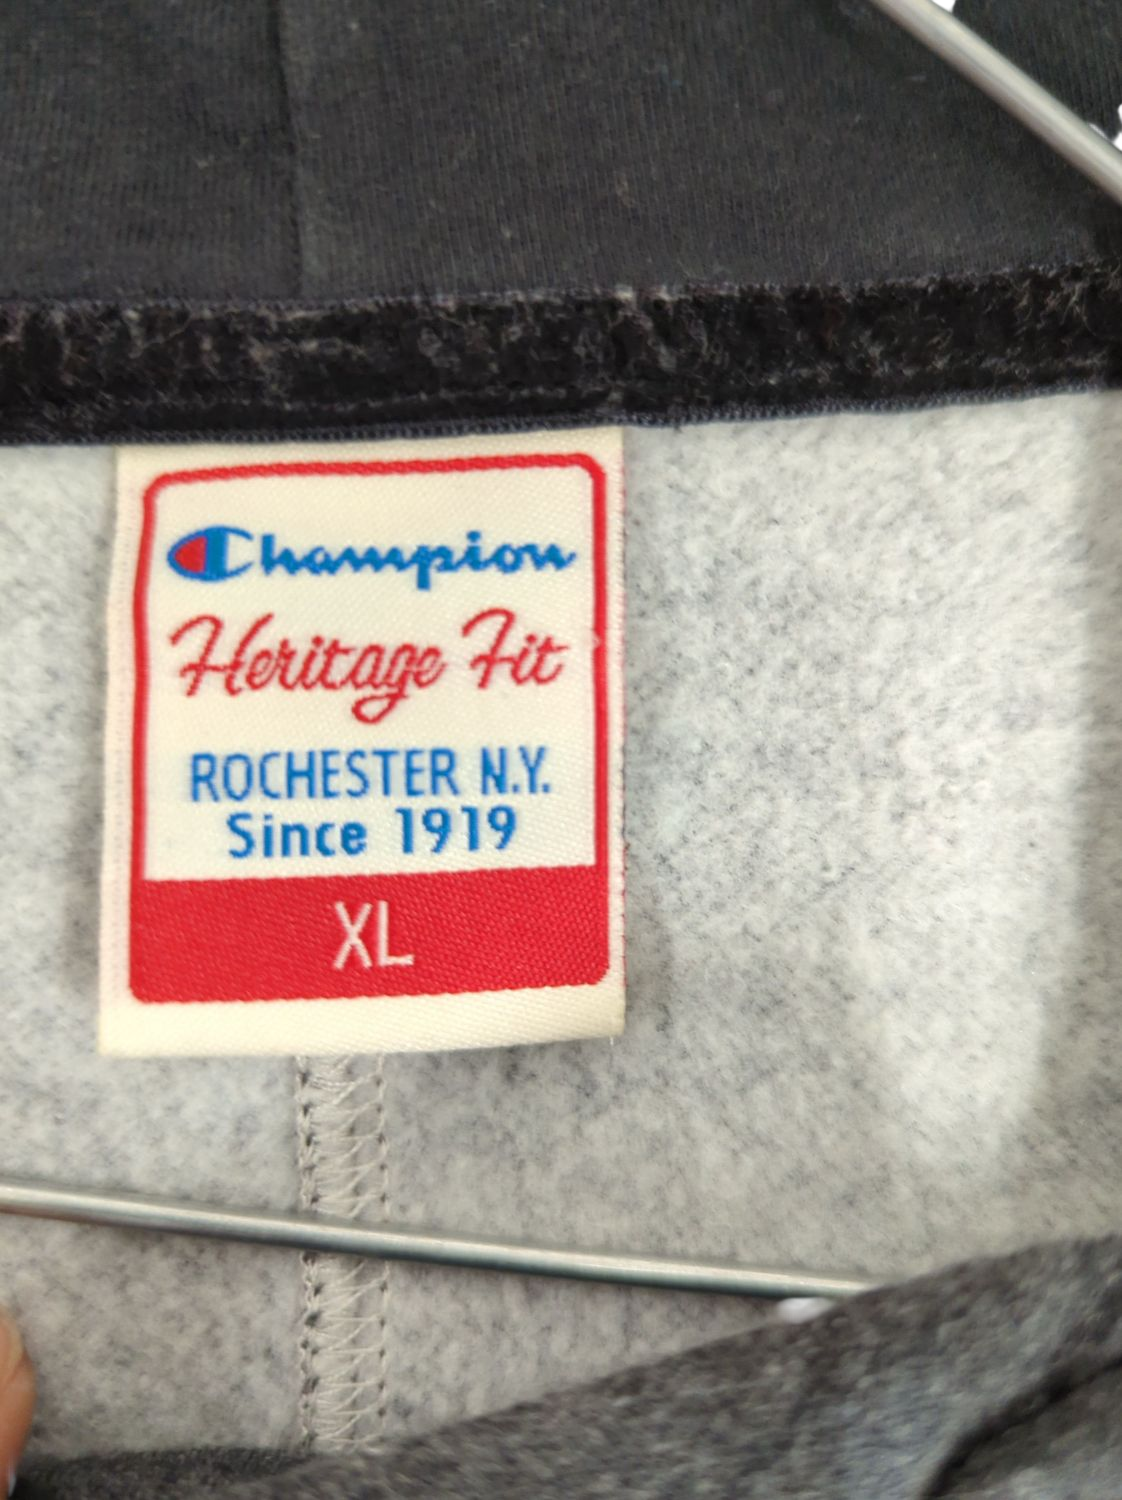 Champion
Heritage Fit
ROCHESTER N.Y.
Since 1919
XL